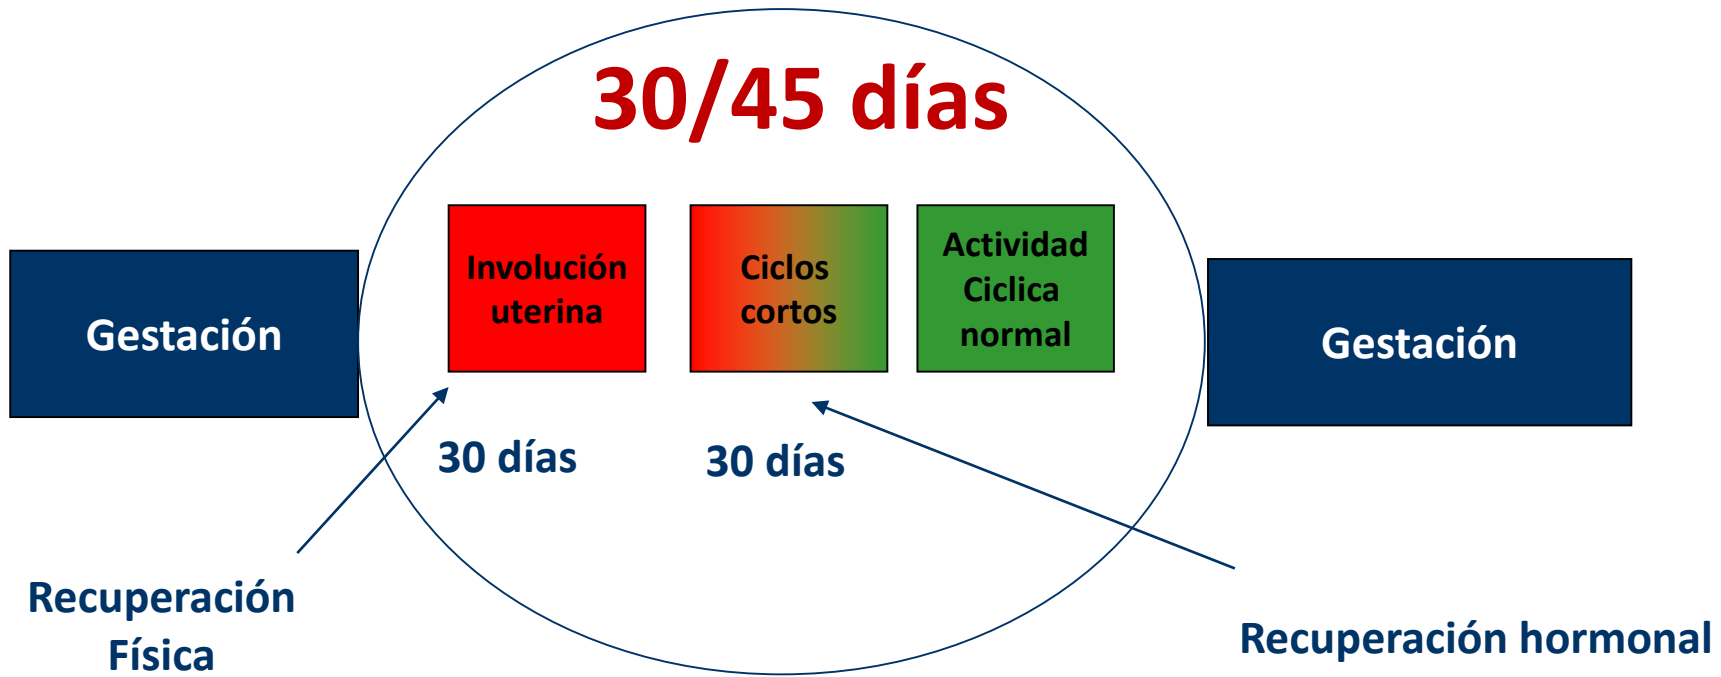 30/45 días
Gestación
Involución
uterina
Ciclos
cortos
Actividad
Ciclica
normal
Gestación
30 días
30 días
Recuperación
Física
Recuperación hormonal